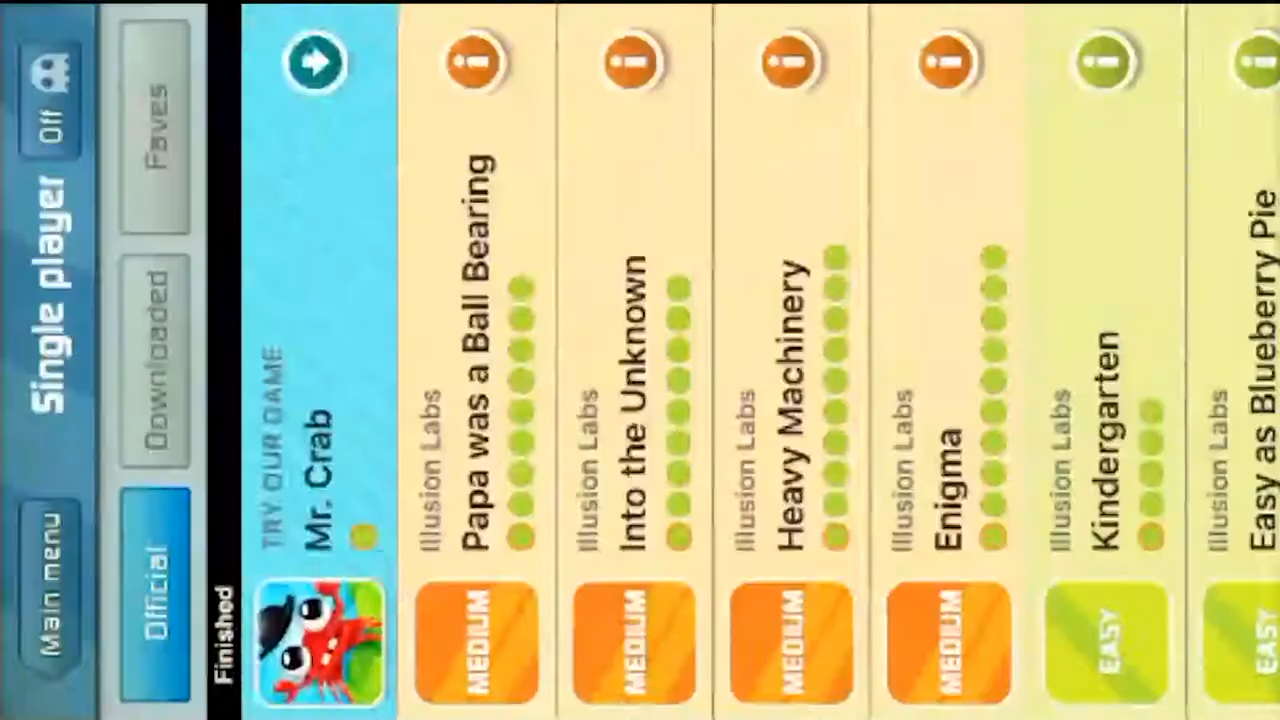 Main menu
Single player
Off
Official
Downloaded
Faves
Finished
TRY OUR GAME
Mr. Crab
MEDIUM
Illusion Labs
Papa was a Ball Bearing
MEDIUM
Illusion Labs
Into the Unknown
MEDIUM
Illusion Labs
Heavy Machinery
MEDIUM
Illusion Labs
Enigma
EASY
Illusion Labs
Kindergarten
EASY
Illusion Labs
Easy as Blueberry Pie